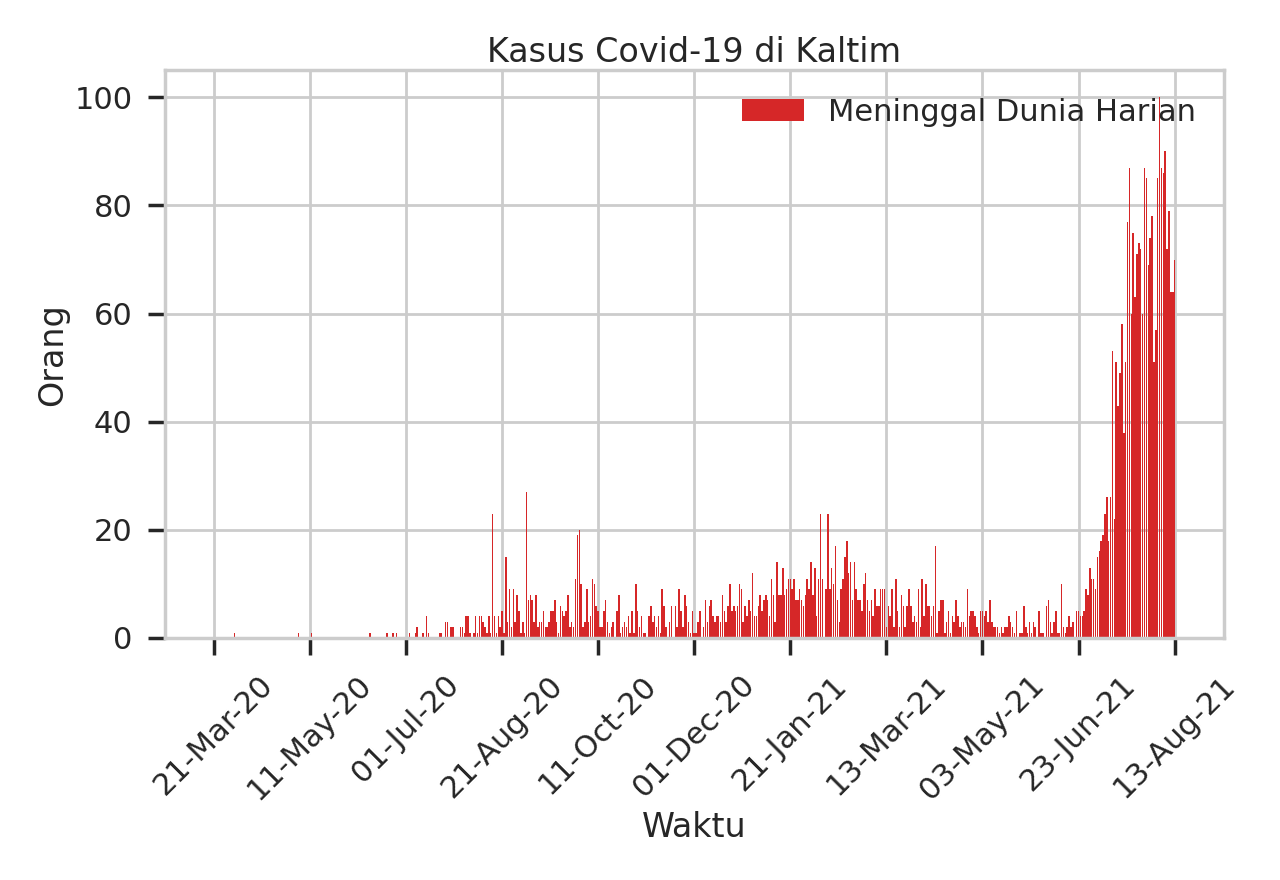 Kasus Covid-19 di Kaltim
Meninggal Dunia Harian
Orang
100
80
60
40
20
0
21-Mar-20
11-May-20
01-Jul-20
21-Aug-20
11-Oct-20
01-Dec-20
21-Jan-21
13-Mar-21
03-May-21
23-Jun-21
13-Aug-21
Waktu